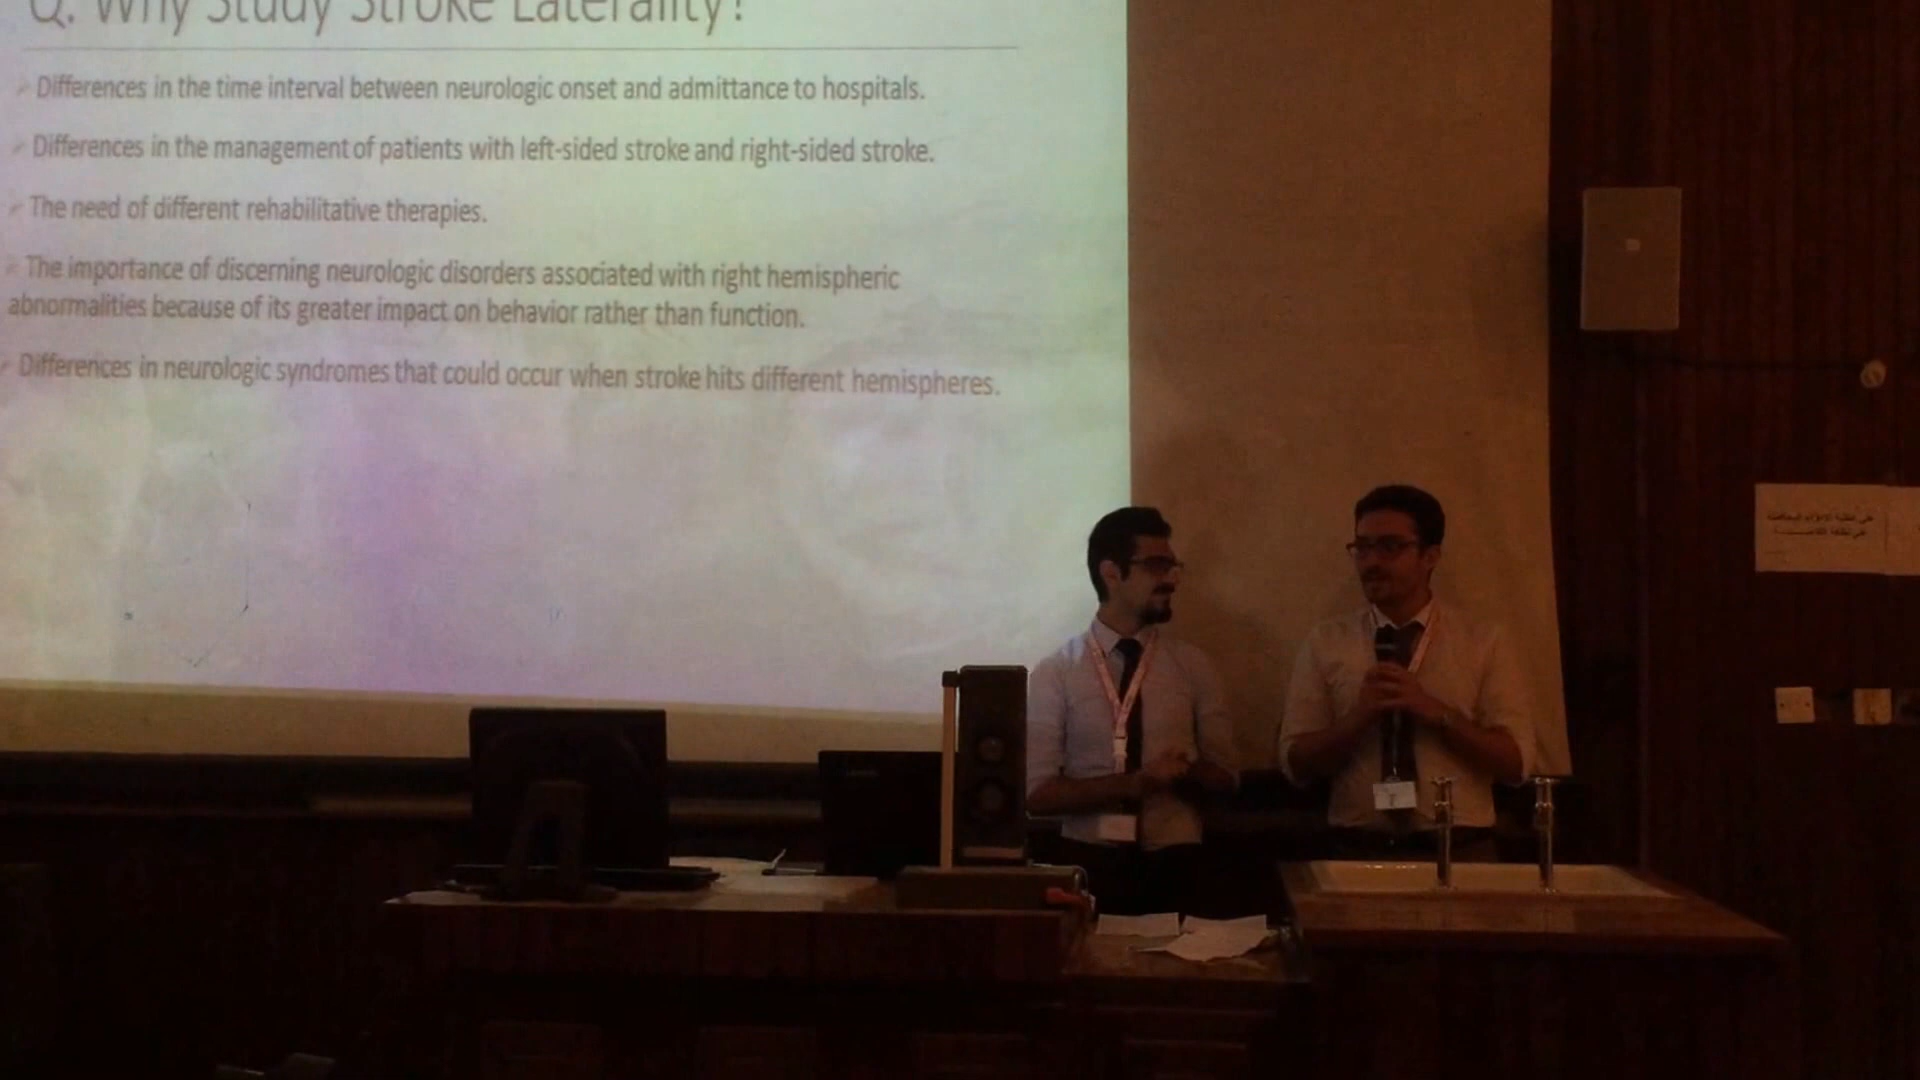 Q. Why Study Stroke Laterality?
Differences in the time interval between neurologic onset and admittance to hospitals.
Differences in the management of patients with left-sided stroke and right-sided stroke.
The need of different rehabilitative therapies.
The importance of discerning neurologic disorders associated with right hemispheric
abnormalities because of its greater impact on behavior rather than function.
Differences in neurologic syndromes that could occur when stroke hits different hemispheres.